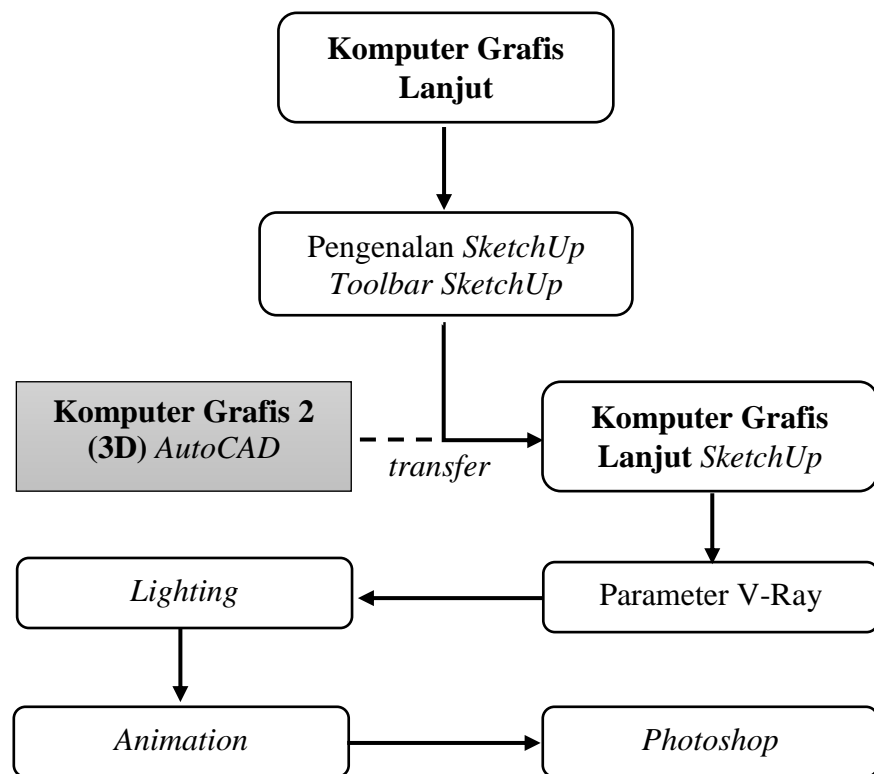 Komputer Grafis
Lanjut
Pengenalan SketchUp
Toolbar SketchUp
Komputer Grafis 2
(3D) AutoCAD
transfer
Komputer Grafis
Lanjut SketchUp
Lighting
Parameter V-Ray
Animation
Photoshop